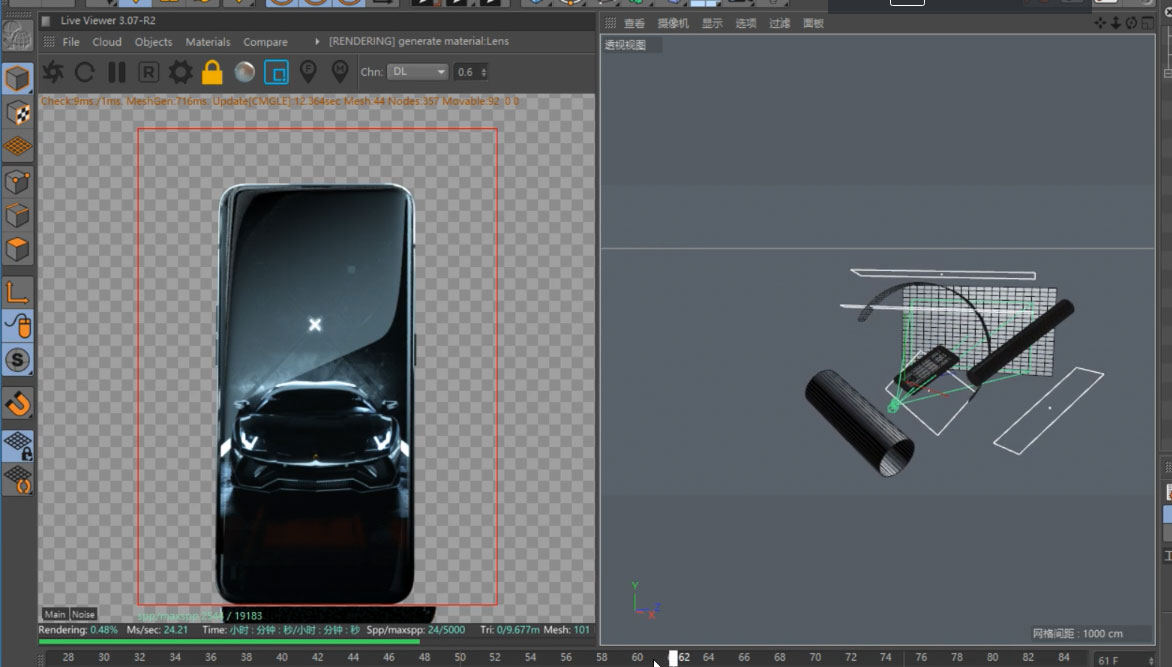 Live Viewer 3.07-R2
File Cloud Objects Materials Compare [RENDERING] generate material:Lens
R F M Chn: DL 0.6
Check:9ms./1ms. MeshGen:716ms. Update[CMGLE]:12.364sec Mesh:44 Nodes:357 Movable:92 0 0
查看 摄像机 显示 选项 过滤 面板
透视视图
S
Y
Z
X
Main Noise
spp/maxspp:2544 / 19183
Rendering: 0.48% Ms/sec: 24.21 Time: 小时 : 分钟 : 秒/小时 : 分钟 : 秒 Spp/maxspp: 24/5000 Tri: 0/9.677m Mesh: 101
网格间距 : 1000 cm
28 30 32 34 36 38 40 42 44 46 48 50 52 54 56 58 60 62 64 66 68 70 72 74 76 78 80 82 84 61 F